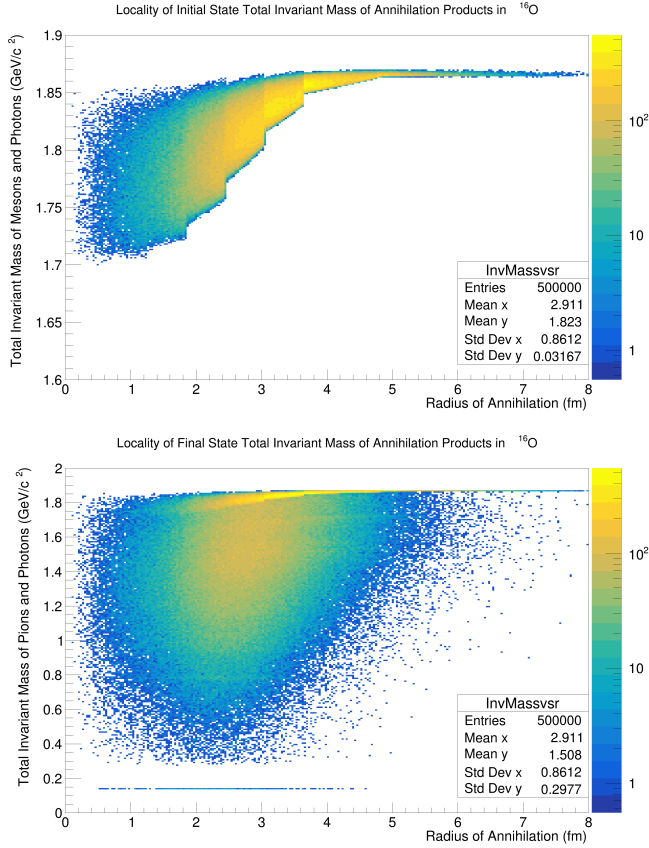 Locality of Initial State Total Invariant Mass of Annihilation Products in ¹⁶O
Total Invariant Mass of Mesons and Photons (GeV/c²)
1.9
1.85
1.8
1.75
1.7
1.65
1.6
0 1 2 3 4 5 6 7 8
Radius of Annihilation (fm)
InvMassvsr
Entries 500000
Mean x 2.911
Mean y 1.823
Std Dev x 0.8612
Std Dev y 0.03167
10²
10
1
Locality of Final State Total Invariant Mass of Annihilation Products in ¹⁶O
Total Invariant Mass of Pions and Photons (GeV/c²)
2
1.8
1.6
1.4
1.2
1
0.8
0.6
0.4
0.2
0
0 1 2 3 4 5 6 7 8
Radius of Annihilation (fm)
InvMassvsr
Entries 500000
Mean x 2.911
Mean y 1.508
Std Dev x 0.8612
Std Dev y 0.2977
10²
10
1